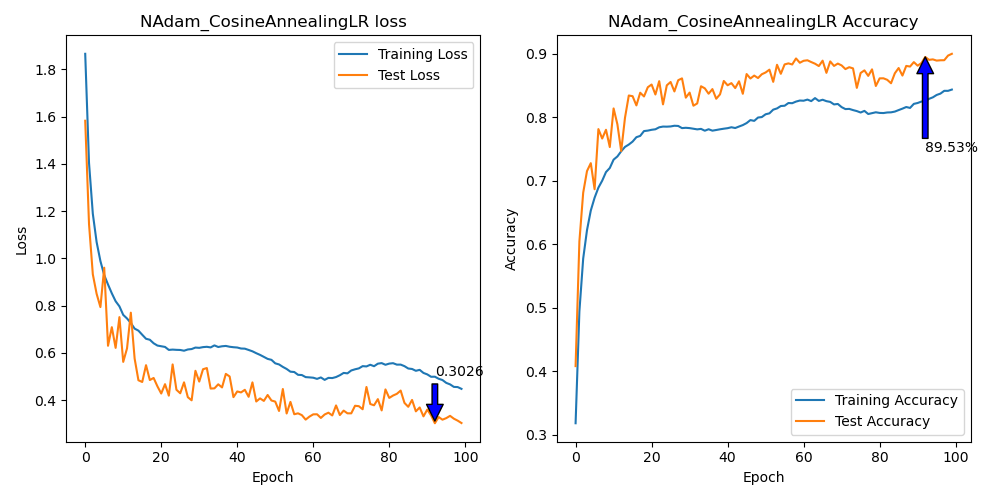 NAdam_CosineAnnealingLR loss
1.8
1.6
1.4
1.2
1.0
0.8
0.6
0.4
Loss
Training Loss
Test Loss
0.3026
0 20 40 60 80 100
Epoch
NAdam_CosineAnnealingLR Accuracy
0.9
0.8
0.7
0.6
0.5
0.4
0.3
Accuracy
89.53%
Training Accuracy
Test Accuracy
0 20 40 60 80 100
Epoch